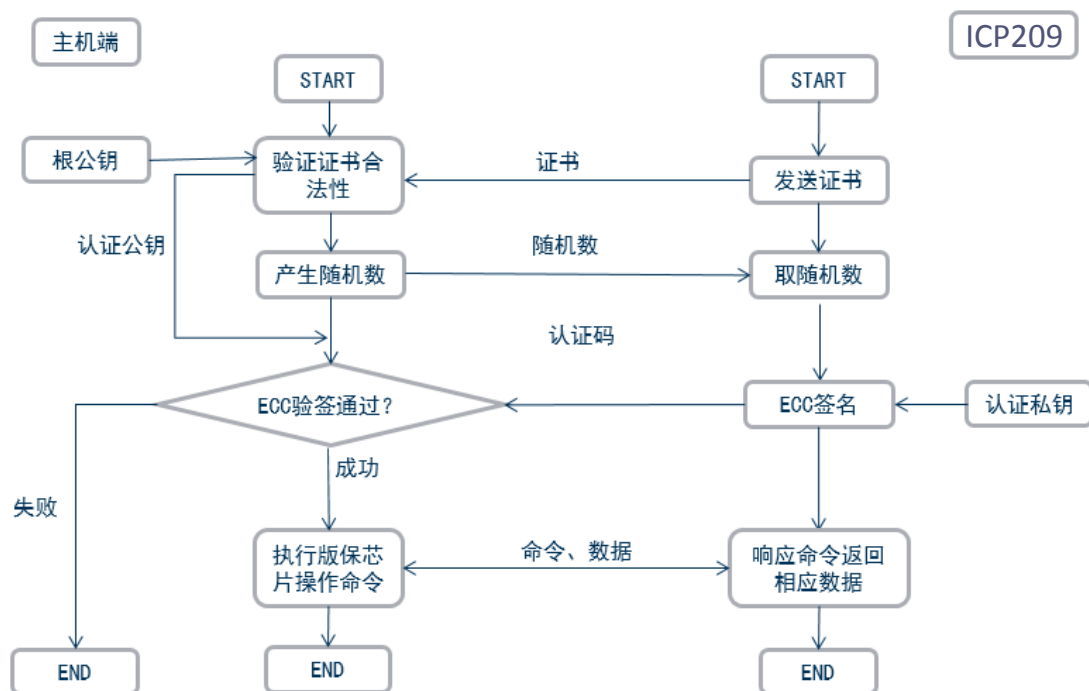 主机端
ICP209
START
START
根公钥
验证证书合
法性
证书
发送证书
认证公钥
随机数
产生随机数
取随机数
认证码
ECC验签通过?
ECC签名
认证私钥
成功
失败
执行版保芯
片操作命令
命令、数据
响应命令返回
相应数据
END
END
END